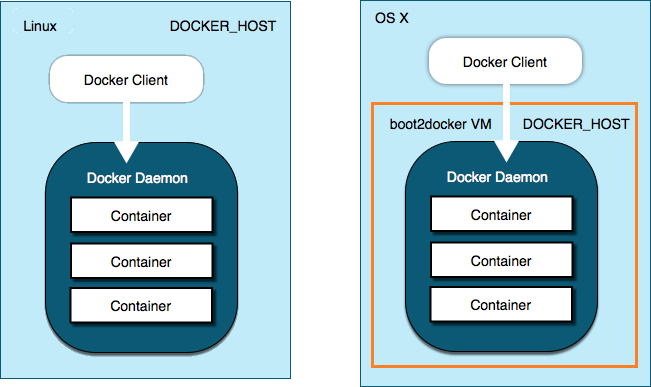 Linux
DOCKER_HOST
Docker Client
Docker Daemon
Container
Container
Container
OS X
Docker Client
boot2docker VM
DOCKER_HOST
Docker Daemon
Container
Container
Container